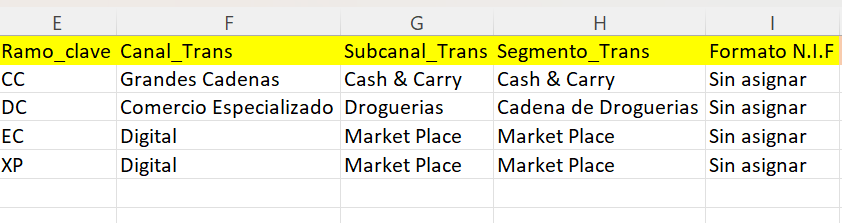 E F G H I
Ramo_clave Canal_Trans Subcanal_Trans Segmento_Trans Formato N.I.F
CC Grandes Cadenas Cash & Carry Cash & Carry Sin asignar
DC Comercio Especializado Droguerias Cadena de Droguerias Sin asignar
EC Digital Market Place Market Place Sin asignar
XP Digital Market Place Market Place Sin asignar